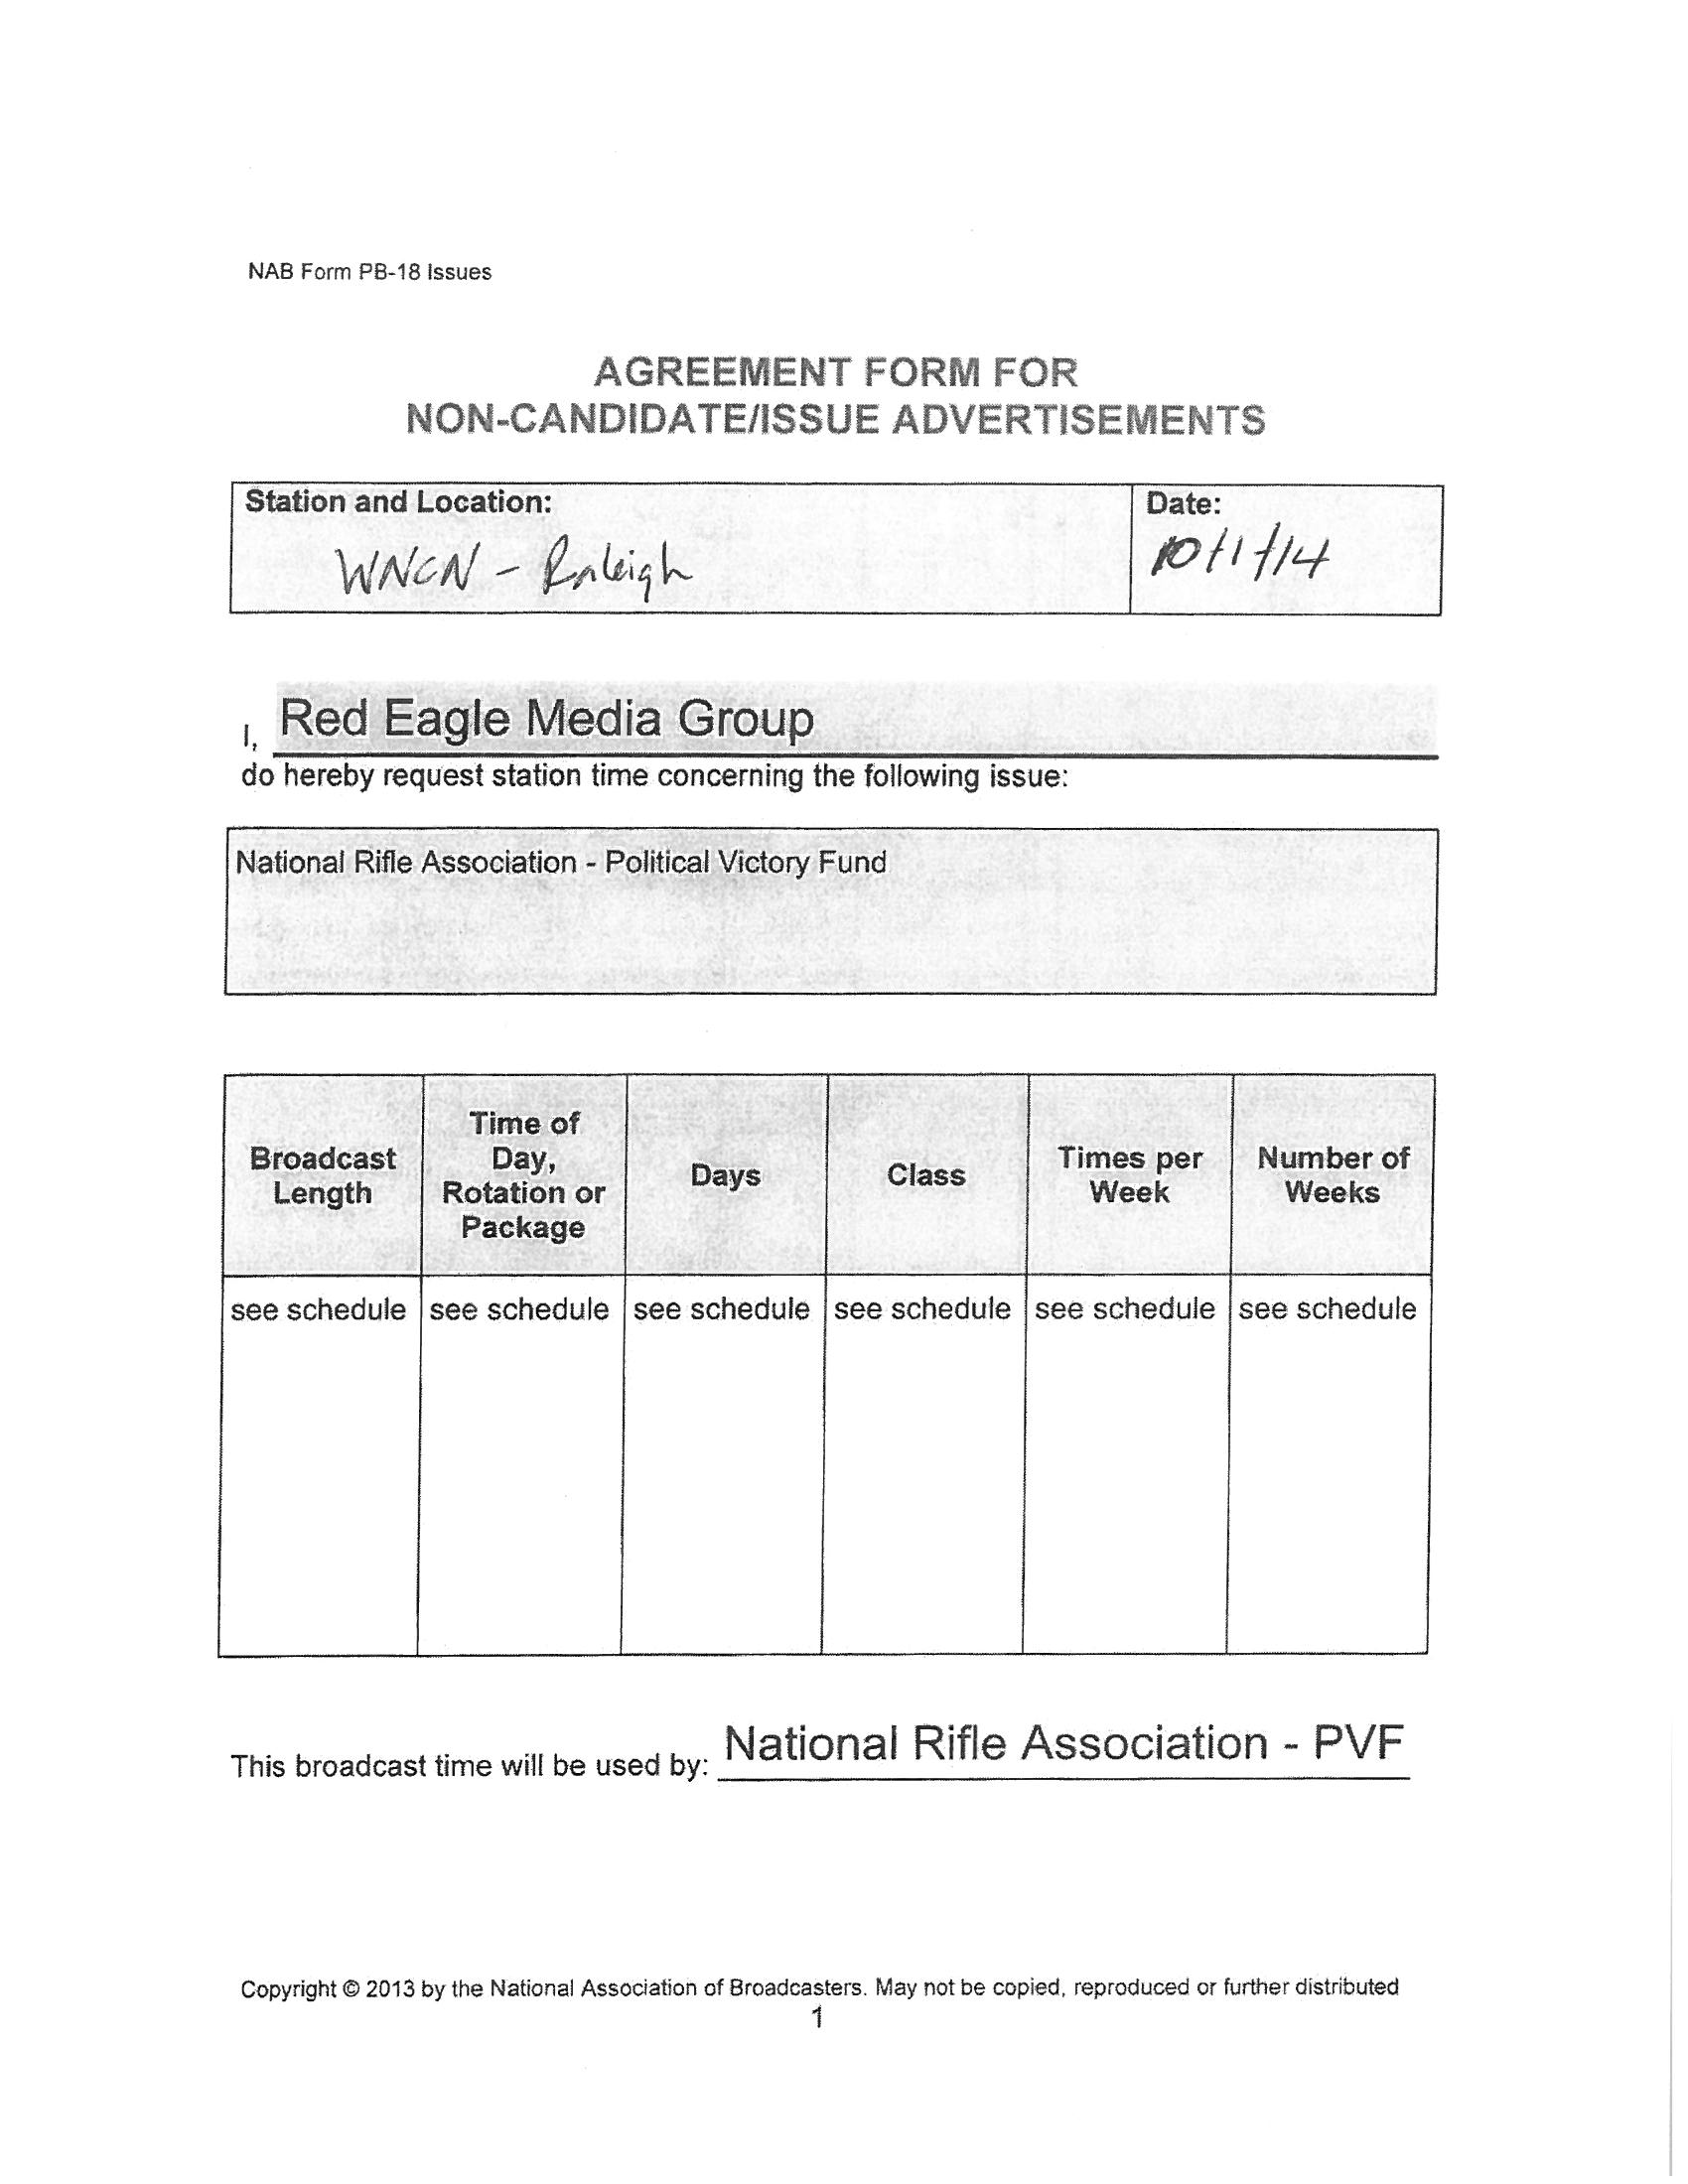 NAB Form PB-18 Issues
AGREEMENT FORM FOR
NON-CANDIDATE/ISSUE ADVERTISEMENTS
Station and Location:
Date:
WNCN - Raleigh
10/1/14
I, Red Eagle Media Group
do hereby request station time concerning the following issue:
National Rifle Association - Political Victory Fund
Broadcast Length
Time of Day, Rotation or Package
Days
Class
Times per Week
Number of Weeks
see schedule see schedule see schedule see schedule see schedule see schedule
This broadcast time will be used by: National Rifle Association - PVF
Copyright © 2013 by the National Association of Broadcasters. May not be copied, reproduced or further distributed
1